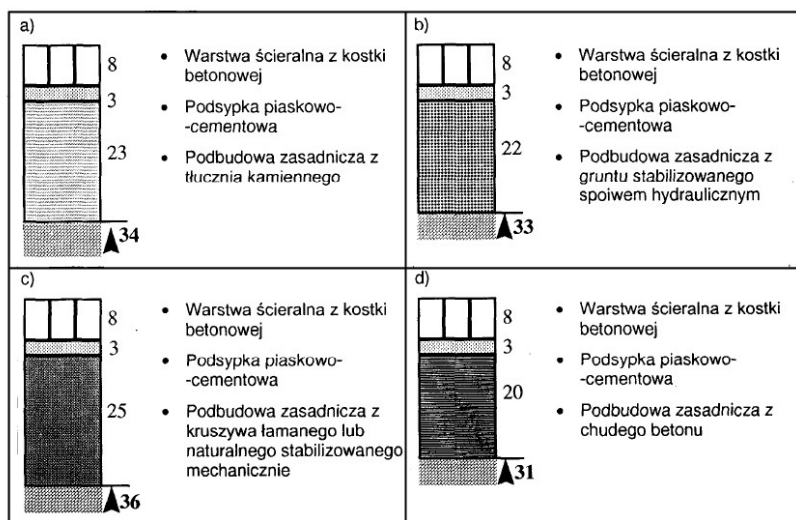 a)
8
3
23
34
• Warstwa ścieralna z kostki
betonowej
• Podsypka piaskowo-
-cementowa
• Podbudowa zasadnicza z
tłucznia kamiennego
b)
8
3
22
33
• Warstwa ścieralna z kostki
betonowej
• Podsypka piaskowo-
-cementowa
• Podbudowa zasadnicza z
gruntu stabilizowanego
spoiwem hydraulicznym
c)
8
3
25
36
• Warstwa ścieralna z kostki
betonowej
• Podsypka piaskowo-
-cementowa
• Podbudowa zasadnicza z
kruszywa łamanego lub
naturalnego stabilizowanego
mechanicznie
d)
8
3
20
31
• Warstwa ścieralna z kostki
betonowej
• Podsypka piaskowo-
-cementowa
• Podbudowa zasadnicza z
chudego betonu